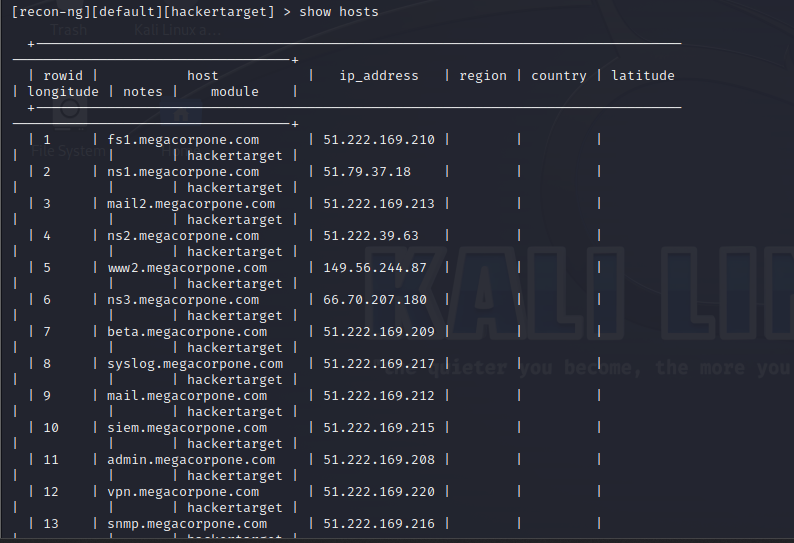 [recon-ng][default][hackertarget] > show hosts
+---------------------------------------------------------------------------------
-----------------------------------+
| rowid | host | ip_address | region | country | latitude
| longitude | notes | module |
+---------------------------------------------------------------------------------
-----------------------------------+
| 1 | fs1.megacorpone.com | 51.222.169.210 | | |
| | | hackertarget |
| 2 | ns1.megacorpone.com | 51.79.37.18 | | |
| | | hackertarget |
| 3 | mail2.megacorpone.com | 51.222.169.213 | | |
| | | hackertarget |
| 4 | ns2.megacorpone.com | 51.222.39.63 | | |
| | | hackertarget |
| 5 | www2.megacorpone.com | 149.56.244.87 | | |
| | | hackertarget |
| 6 | ns3.megacorpone.com | 66.70.207.180 | | |
| | | hackertarget |
| 7 | beta.megacorpone.com | 51.222.169.209 | | |
| | | hackertarget |
| 8 | syslog.megacorpone.com | 51.222.169.217 | | |
| | | hackertarget |
| 9 | mail.megacorpone.com | 51.222.169.212 | | |
| | | hackertarget |
| 10 | siem.megacorpone.com | 51.222.169.215 | | |
| | | hackertarget |
| 11 | admin.megacorpone.com | 51.222.169.208 | | |
| | | hackertarget |
| 12 | vpn.megacorpone.com | 51.222.169.220 | | |
| | | hackertarget |
| 13 | snmp.megacorpone.com | 51.222.169.216 | | |
Trash
Kali Linux a...
File System
KALI LI
quieter you become, the more you